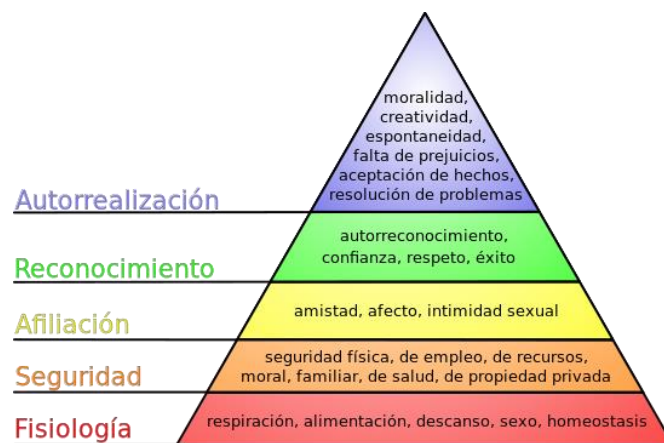 moralidad,
creatividad,
espontaneidad,
falta de prejuicios,
aceptación de hechos,
resolución de problemas
Autorrealización
autorreconocimiento,
confianza, respeto, éxito
Reconocimiento
amistad, afecto, intimidad sexual
Afiliación
seguridad física, de empleo, de recursos,
moral, familiar, de salud, de propiedad privada
Seguridad
respiración, alimentación, descanso, sexo, homeostasis
Fisiología